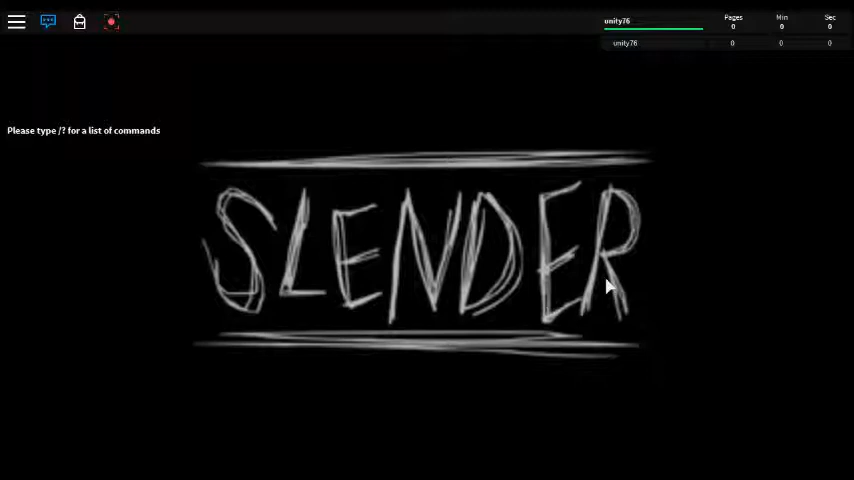 unity76 Pages Min Sec
0 0 0
unity76 0 0 0
Please type /? for a list of commands
SLENDER